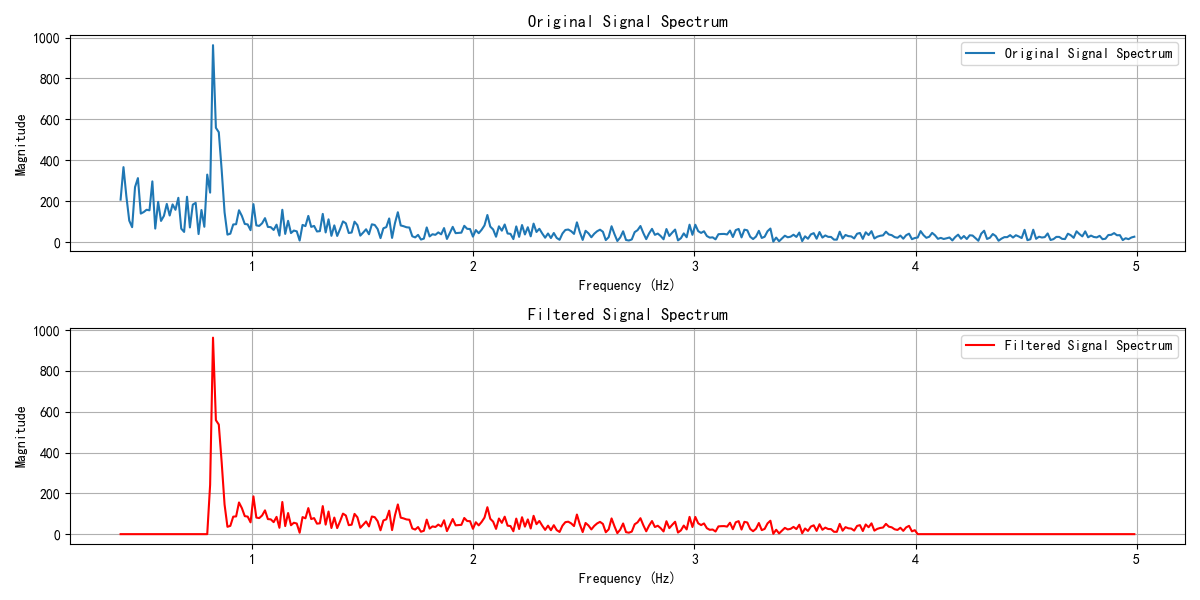 Original Signal Spectrum
1000
800
600
400
200
0
Magnitude
Original Signal Spectrum
1
2
3
4
5
Frequency (Hz)
Filtered Signal Spectrum
1000
800
600
400
200
0
Magnitude
Filtered Signal Spectrum
1
2
3
4
5
Frequency (Hz)